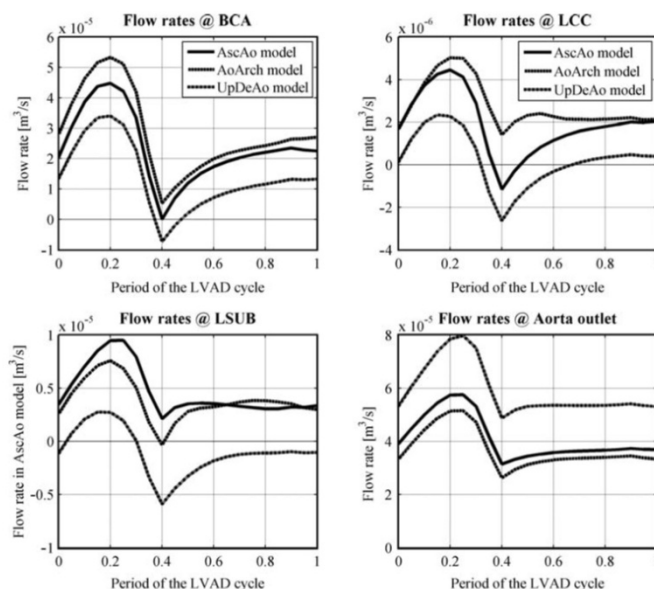 Flow rates @ BCA
x 10⁻⁵
6
5
4
3
2
1
0
-1
Flow rate [m³/s]
AscAo model
AoArch model
UpDeAo model
0 0.2 0.4 0.6 0.8 1
Period of the LVAD cycle
Flow rates @ LCC
x 10⁻⁶
6
4
2
0
-2
-4
Flow rate [m³/s]
AscAo model
AoArch model
UpDeAo model
0 0.2 0.4 0.6 0.8 1
Period of the LVAD cycle
Flow rates @ LSUB
x 10⁻⁵
1
0.5
0
-0.5
-1
Flow rate in AscAo model [m³/s]
0 0.2 0.4 0.6 0.8 1
Period of the LVAD cycle
Flow rates @ Aorta outlet
x 10⁻⁵
8
6
4
2
0
Flow rate [m³/s]
0 0.2 0.4 0.6 0.8 1
Period of the LVAD cycle